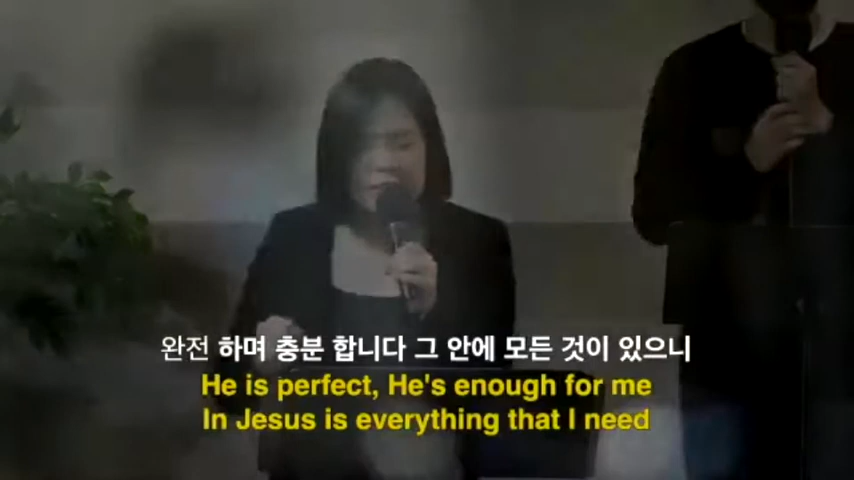 완전 하며 충분 합니다 그 안에 모든 것이 있으니
He is perfect, He's enough for me
In Jesus is everything that I need